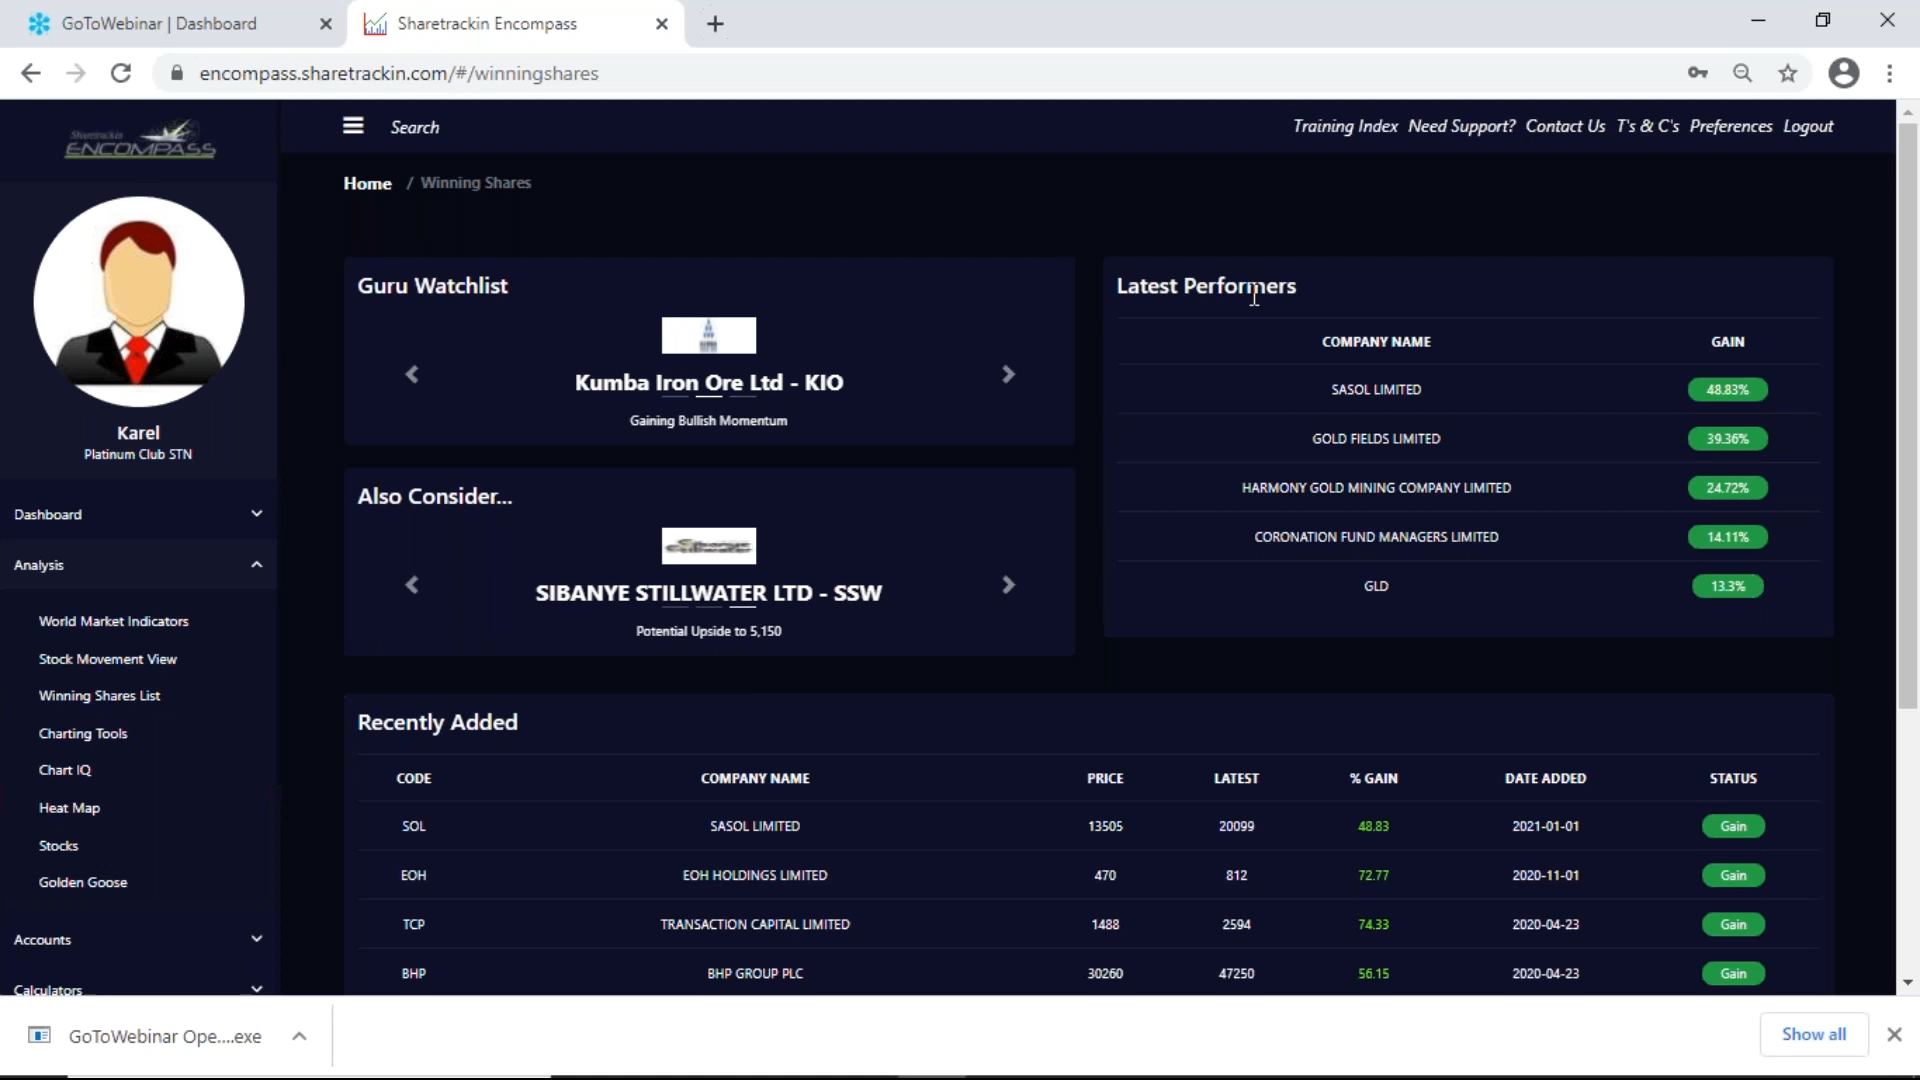 GoToWebinar | Dashboard
Sharetrackin Encompass
encompass.sharetrackin.com/#/winningshares
Sharetrackin
ENCOMPASS
Search
Training Index Need Support? Contact Us T's & C's Preferences Logout
Home / Winning Shares
Karel
Platinum Club STN
Dashboard
Analysis
World Market Indicators
Stock Movement View
Winning Shares List
Charting Tools
Chart IQ
Heat Map
Stocks
Golden Goose
Accounts
Calculators
Guru Watchlist
Kumba Iron Ore Ltd - KIO
Gaining Bullish Momentum
Also Consider...
SIBANYE STILLWATER LTD - SSW
Potential Upside to 5,150
Latest Performers
COMPANY NAME GAIN
SASOL LIMITED 48.83%
GOLD FIELDS LIMITED 39.36%
HARMONY GOLD MINING COMPANY LIMITED 24.72%
CORONATION FUND MANAGERS LIMITED 14.11%
GLD 13.3%
Recently Added
CODE COMPANY NAME PRICE LATEST % GAIN DATE ADDED STATUS
SOL SASOL LIMITED 13505 20099 48.83 2021-01-01 Gain
EOH EOH HOLDINGS LIMITED 470 812 72.77 2020-11-01 Gain
TCP TRANSACTION CAPITAL LIMITED 1488 2594 74.33 2020-04-23 Gain
BHP BHP GROUP PLC 30260 47250 56.15 2020-04-23 Gain
GoToWebinar Ope....exe
Show all